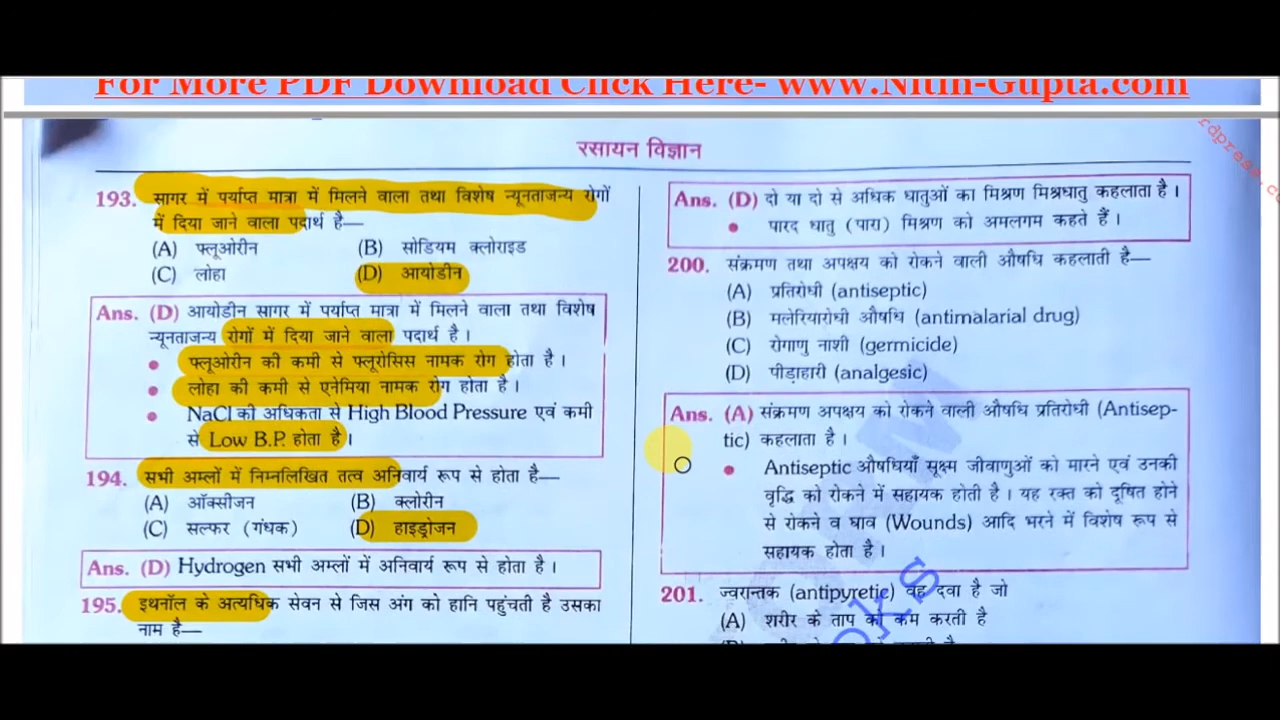 For More PDF Download Click Here- www.Nitin-Gupta.com
रसायन विज्ञान
193. सागर में पर्याप्त मात्रा में मिलने वाला तथा विशेष न्यूनताजन्य रोगों
में दिया जाने वाला पदार्थ है—
(A) फ्लूओरीन (B) सोडियम क्लोराइड
(C) लोहा (D) आयोडीन
Ans. (D) आयोडीन सागर में पर्याप्त मात्रा में मिलने वाला तथा विशेष
न्यूनताजन्य रोगों में दिया जाने वाला पदार्थ है।
• फ्लूओरीन की कमी से फ्लूरोसिस नामक रोग होता है।
• लोहा की कमी से एनेमिया नामक रोग होता है।
• NaCl की अधिकता से High Blood Pressure एवं कमी
से Low B.P. होता है।
194. सभी अम्लों में निम्नलिखित तत्व अनिवार्य रूप से होता है—
(A) ऑक्सीजन (B) क्लोरीन
(C) सल्फर (गंधक) (D) हाइड्रोजन
Ans. (D) Hydrogen सभी अम्लों में अनिवार्य रूप से होता है।
195. इथनॉल के अत्यधिक सेवन से जिस अंग को हानि पहुंचती है उसका
नाम है—
Ans. (D) दो या दो से अधिक धातुओं का मिश्रण मिश्रधातु कहलाता है।
• पारद धातु (पारा) मिश्रण को अमलगम कहते हैं।
200. संक्रमण तथा अपक्षय को रोकने वाली औषधि कहलाती है—
(A) प्रतिरोधी (antiseptic)
(B) मलेरियारोधी औषधि (antimalarial drug)
(C) रोगाणु नाशी (germicide)
(D) पीड़ाहारी (analgesic)
Ans. (A) संक्रमण अपक्षय को रोकने वाली औषधि प्रतिरोधी (Antisep-
tic) कहलाता है।
• Antiseptic औषधियाँ सूक्ष्म जीवाणुओं को मारने एवं उनकी
वृद्धि को रोकने में सहायक होती है। यह रक्त को दूषित होने
से रोकने व घाव (Wounds) आदि भरने में विशेष रूप से
सहायक होता है।
201. ज्वरान्तक (antipyretic) वह दवा है जो
(A) शरीर के ताप को कम करती है